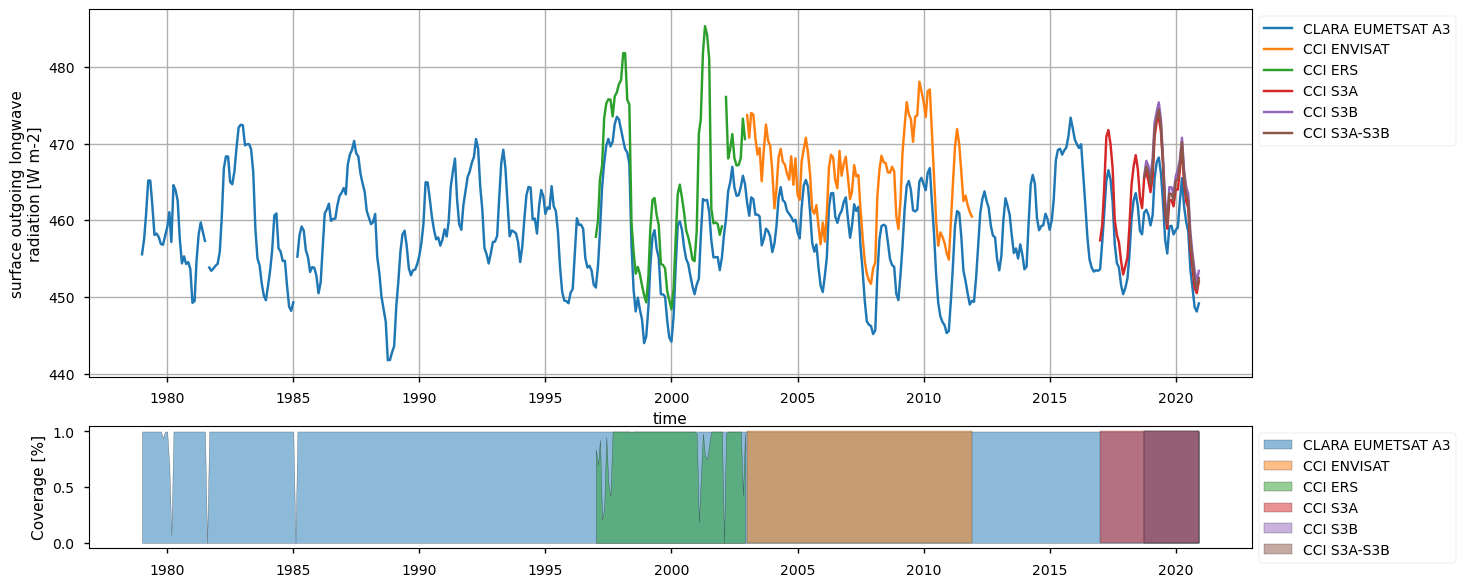 surface outgoing longwave
radiation [W m-2]
480
470
460
450
440
1980 1985 1990 1995 2000 2005 2010 2015 2020
time
CLARA EUMETSAT A3
CCI ENVISAT
CCI ERS
CCI S3A
CCI S3B
CCI S3A-S3B
Coverage [%]
1.0
0.5
0.0
1980 1985 1990 1995 2000 2005 2010 2015 2020
CLARA EUMETSAT A3
CCI ENVISAT
CCI ERS
CCI S3A
CCI S3B
CCI S3A-S3B